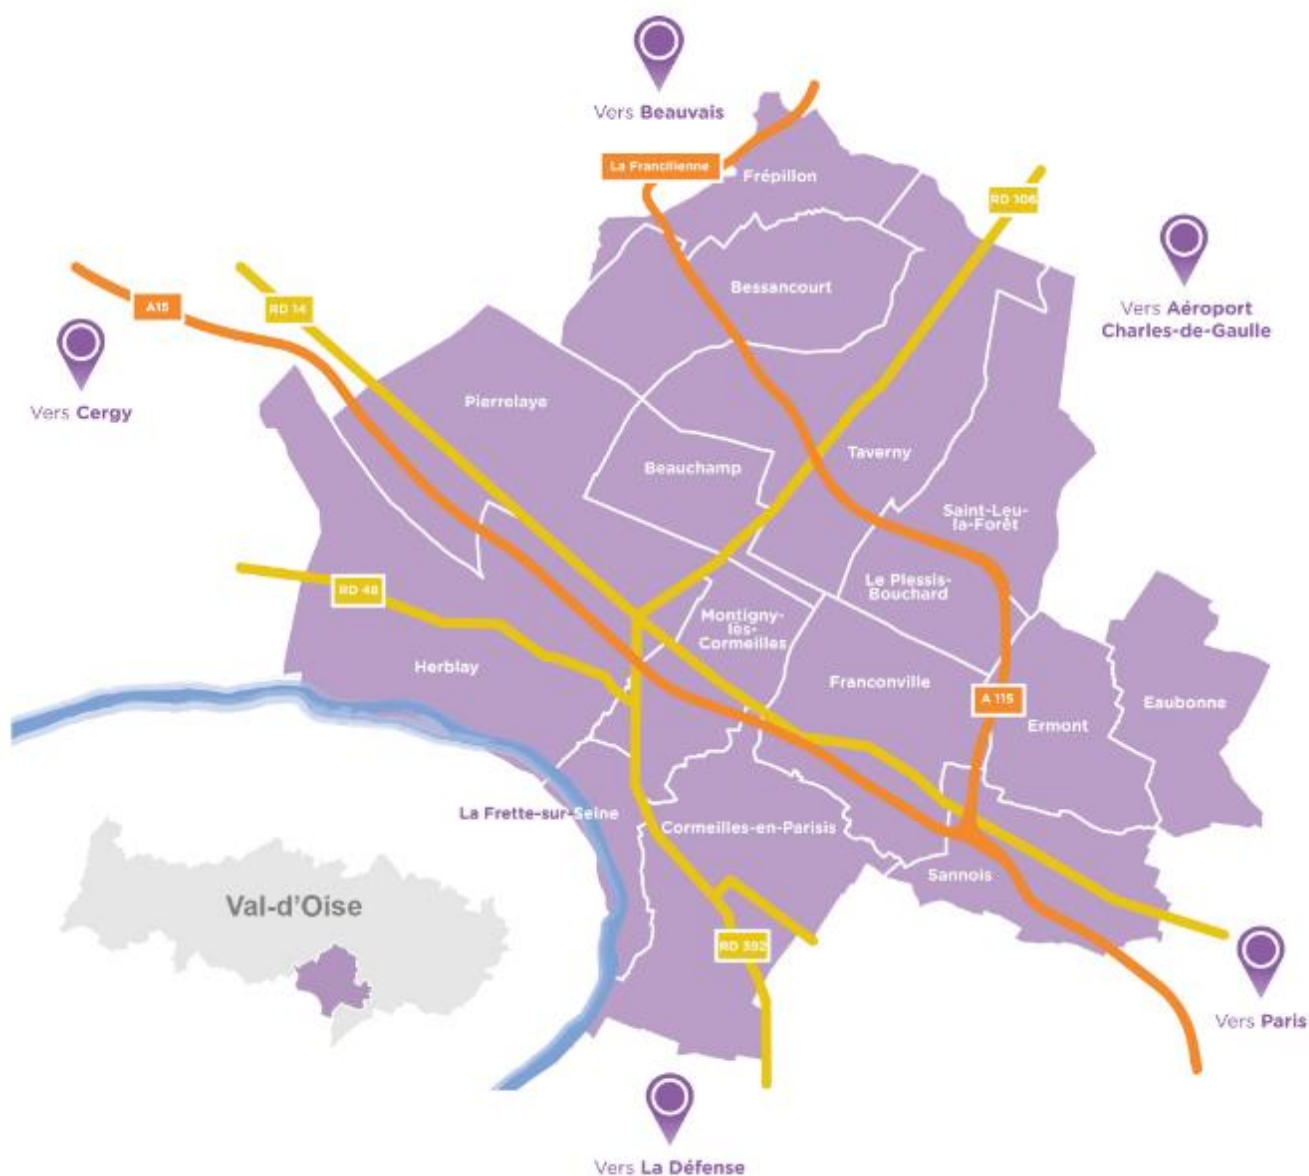 Vers Beauvais
La Francilienne
Frépillon
RD 106
Bessancourt
Vers Aéroport
Charles-de-Gaulle
A15
RD 14
Vers Cergy
Pierrelaye
Beauchamp
Taverny
Saint-Leu-
la-Forêt
Le Plessis-
Bouchard
RD 48
Montigny-
lès-
Cormeilles
Herblay
Franconville
A 115
Ermont
Eaubonne
La Frette-sur-Seine
Cormeilles-en-Parisis
Sannois
Val-d'Oise
RD 392
Vers Paris
Vers La Défense